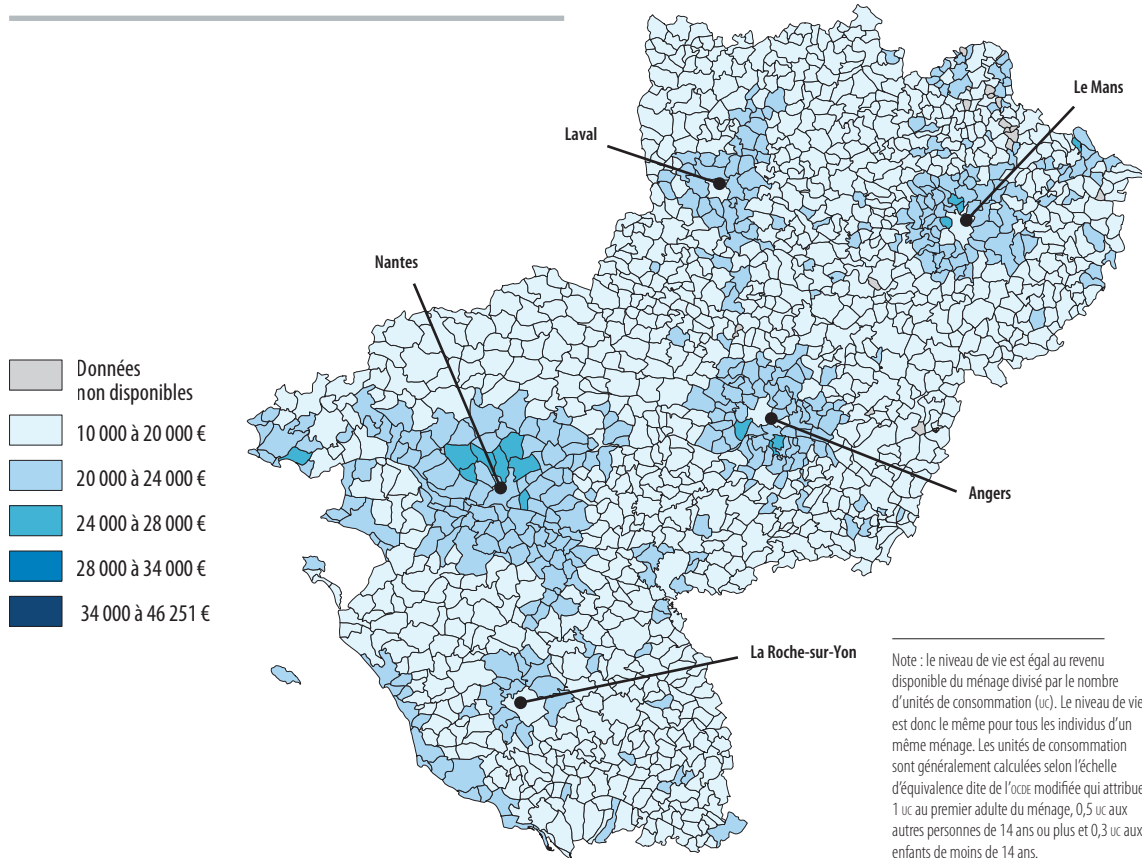 Le Mans
Laval
Nantes
Données
non disponibles
10 000 à 20 000 €
20 000 à 24 000 €
24 000 à 28 000 €
28 000 à 34 000 €
34 000 à 46 251 €
Angers
La Roche-sur-Yon
Note : le niveau de vie est égal au revenu
disponible du ménage divisé par le nombre
d’unités de consommation (UC). Le niveau de vie
est donc le même pour tous les individus d’un
même ménage. Les unités de consommation
sont généralement calculées selon l’échelle
d’équivalence dite de l’OCDE modifiée qui attribue
1 UC au premier adulte du ménage, 0,5 UC aux
autres personnes de 14 ans ou plus et 0,3 UC aux
enfants de moins de 14 ans.